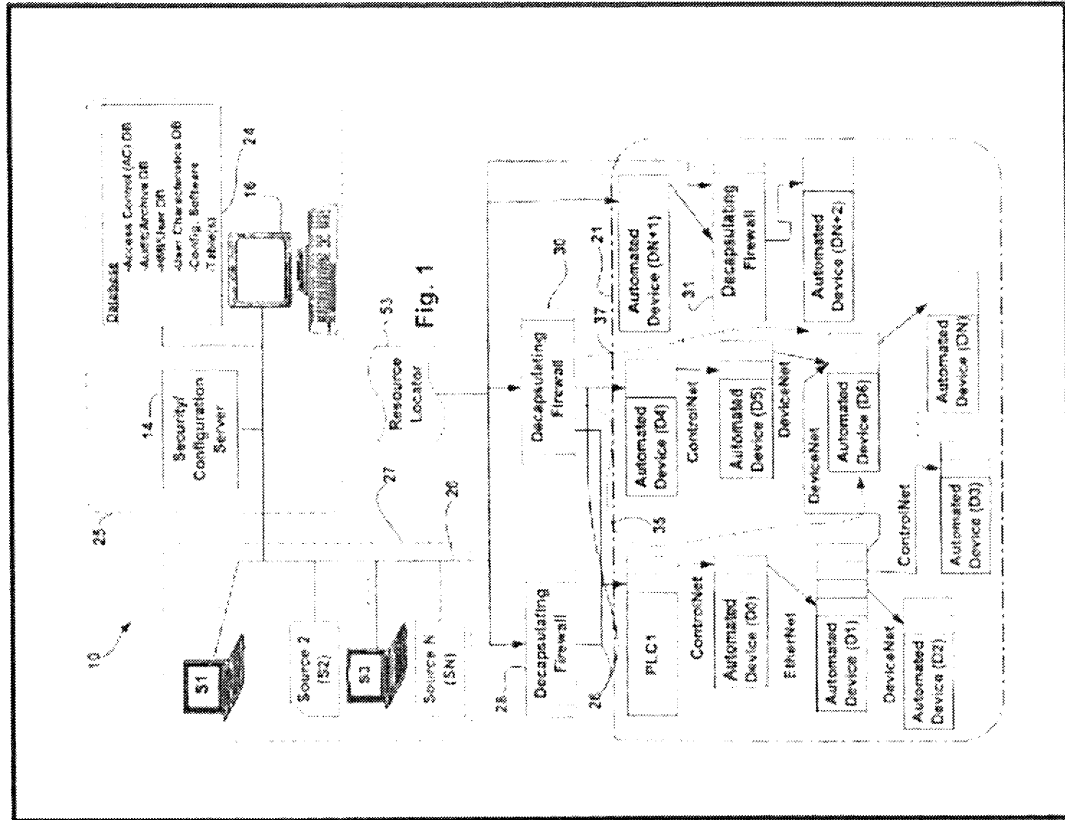 Database
-Access Control (AC) DB
-Audit/Archive DB
-HMI/User DB
-User Characteristics DB
-Config. Software
-Table(s)
24
16
14
Security/
Configuration
Server
25
10
S1
Source 2
(S2)
S3
Source N
(SN)
27
26
53
Resource
Locator
Fig. 1
28
Decapsulating
Firewall
30
Decapsulating
Firewall
26
35
37
31
21
PLC1
ControlNet
Automated
Device (D0)
EtherNet
Automated
Device (D1)
DeviceNet
Automated
Device (D2)
Automated
Device (D4)
ControlNet
Automated
Device (D5)
DeviceNet
DeviceNet
Automated
Device (D6)
ControlNet
Automated
Device (D3)
Automated
Device (DN)
Automated
Device (DN+1)
Decapsulating
Firewall
Automated
Device (DN+2)